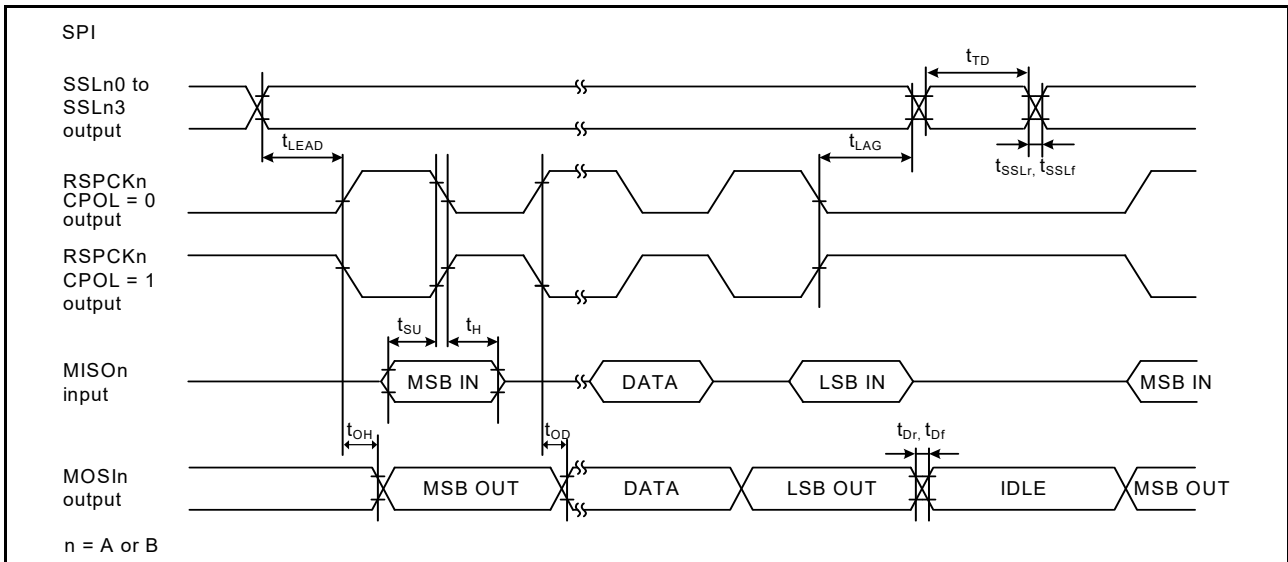 SPI
SSLn0 to
SSLn3
output
tTD
tLEAD
tLAG
tSSLr, tSSLf
RSPCKn
CPOL = 0
output
RSPCKn
CPOL = 1
output
tSU
tH
MISOn
input
MSB IN
DATA
LSB IN
MSB IN
tOH
tOD
tDr, tDf
MOSIn
output
MSB OUT
DATA
LSB OUT
IDLE
MSB OUT
n = A or B